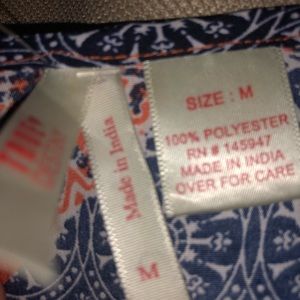 SIZE : M
100% POLYESTER
RN # 145947
MADE IN INDIA
OVER FOR CARE
Made in India
M